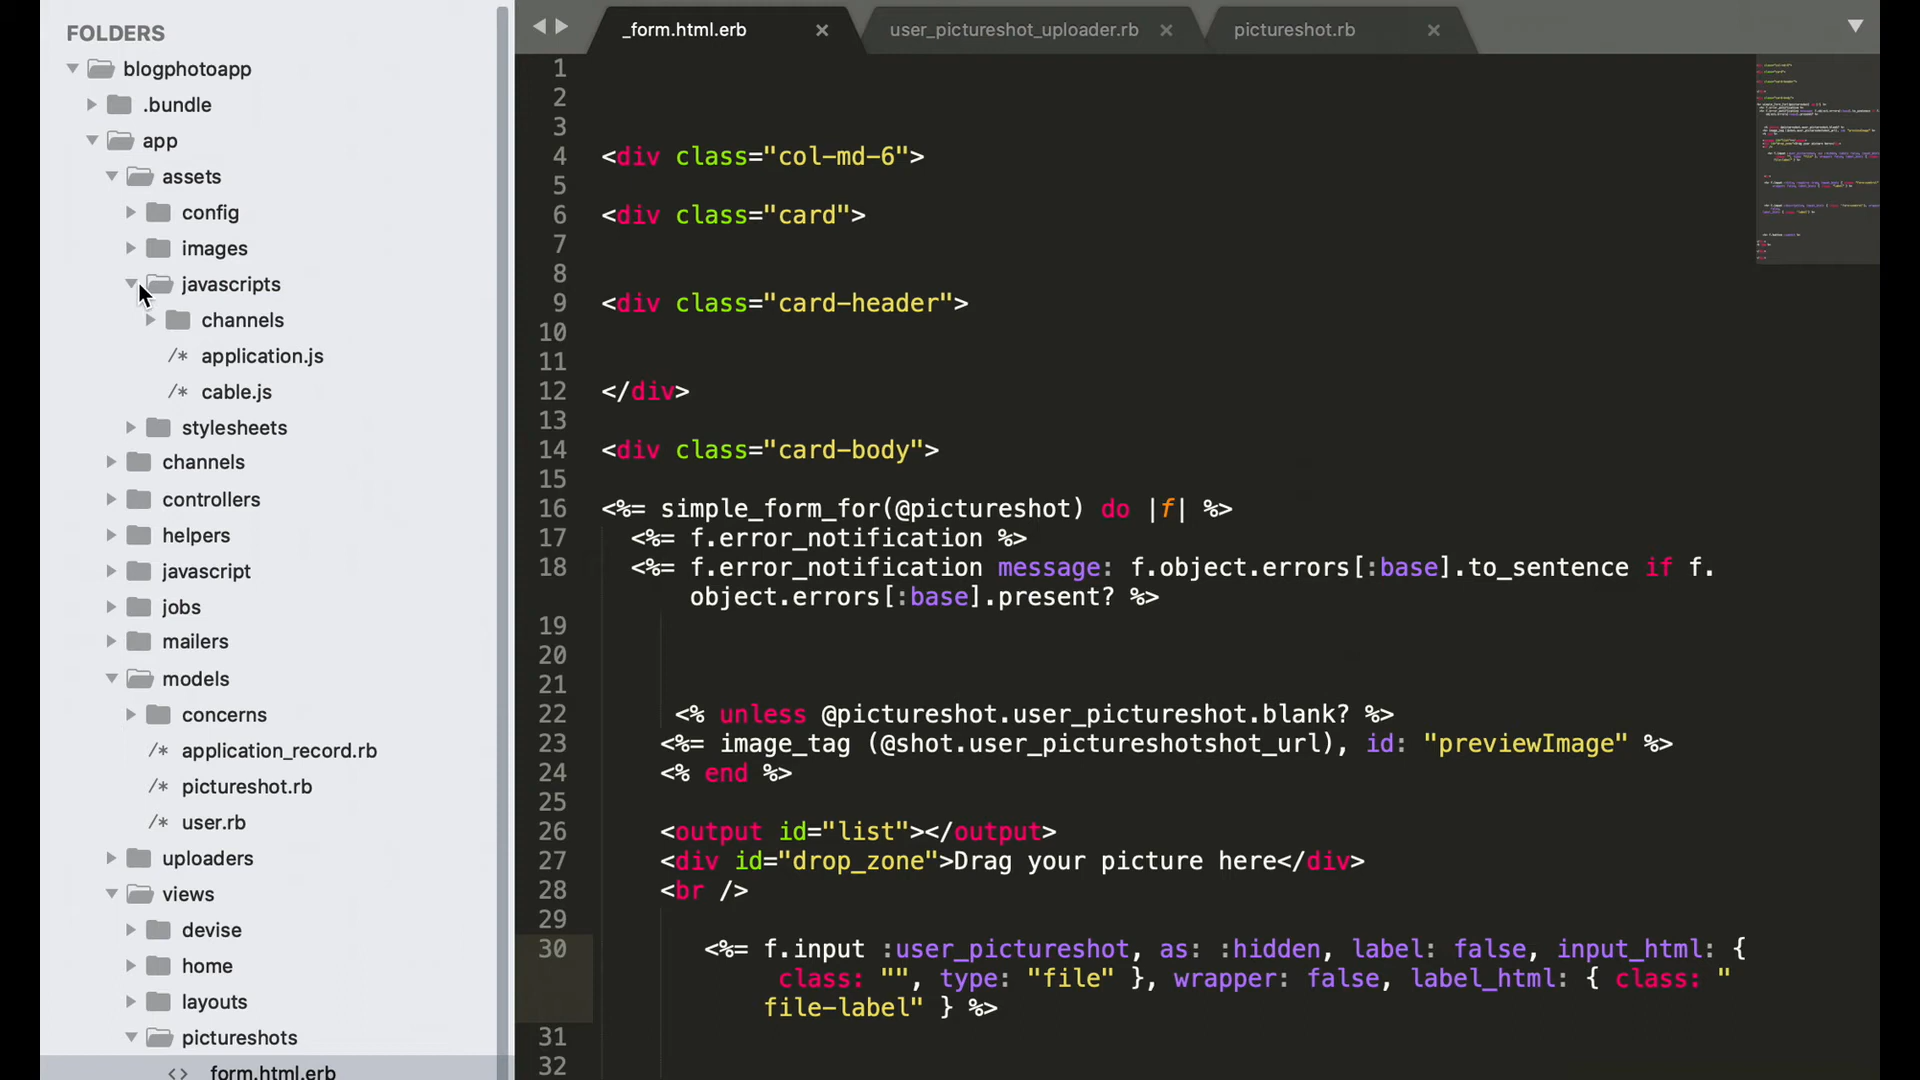 FOLDERS
blogphotoapp
.bundle
app
assets
config
images
javascripts
channels
/* application.js
/* cable.js
stylesheets
channels
controllers
helpers
javascript
jobs
mailers
models
concerns
/* application_record.rb
/* pictureshot.rb
/* user.rb
uploaders
views
devise
home
layouts
pictureshots
<> form.html.erb
_form.html.erb ×
user_pictureshot_uploader.rb ×
pictureshot.rb ×
1
2
3
4 <div class="col-md-6">
5
6 <div class="card">
7
8
9 <div class="card-header">
10
11
12 </div>
13
14 <div class="card-body">
15
16 <%= simple_form_for(@pictureshot) do |f| %>
17 <%= f.error_notification %>
18 <%= f.error_notification message: f.object.errors[:base].to_sentence if f.
object.errors[:base].present? %>
19
20
21
22 <% unless @pictureshot.user_pictureshot.blank? %>
23 <%= image_tag (@shot.user_pictureshotshot_url), id: "previewImage" %>
24 <% end %>
25
26 <output id="list"></output>
27 <div id="drop_zone">Drag your picture here</div>
28 <br />
29
30 <%= f.input :user_pictureshot, as: :hidden, label: false, input_html: {
class: "", type: "file" }, wrapper: false, label_html: { class: "
file-label" } %>
31
32